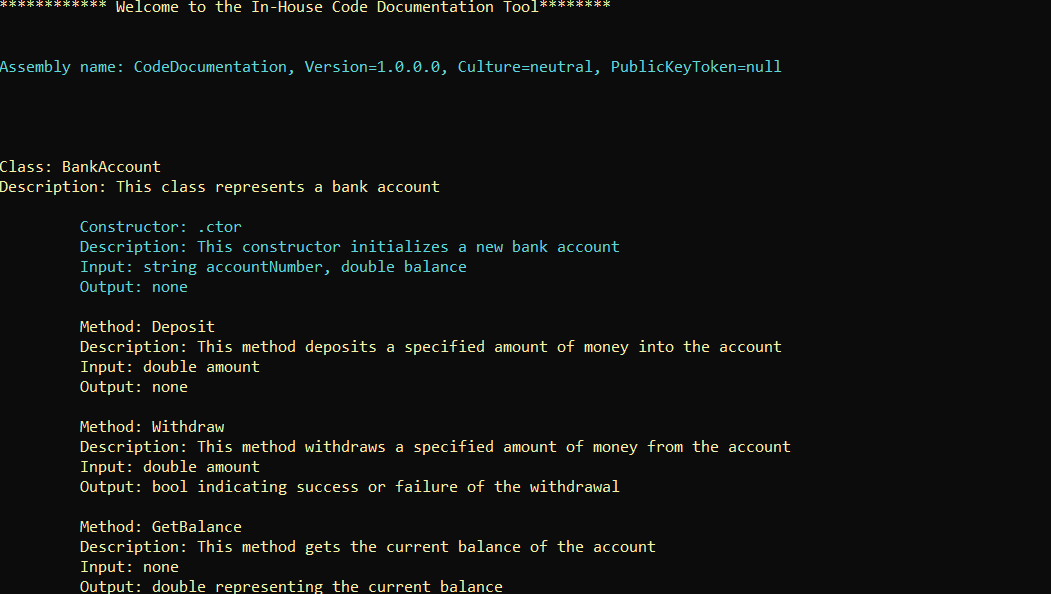 ************ Welcome to the In-House Code Documentation Tool********
Assembly name: CodeDocumentation, Version=1.0.0.0, Culture=neutral, PublicKeyToken=null
Class: BankAccount
Description: This class represents a bank account
Constructor: .ctor
Description: This constructor initializes a new bank account
Input: string accountNumber, double balance
Output: none
Method: Deposit
Description: This method deposits a specified amount of money into the account
Input: double amount
Output: none
Method: Withdraw
Description: This method withdraws a specified amount of money from the account
Input: double amount
Output: bool indicating success or failure of the withdrawal
Method: GetBalance
Description: This method gets the current balance of the account
Input: none
Output: double representing the current balance